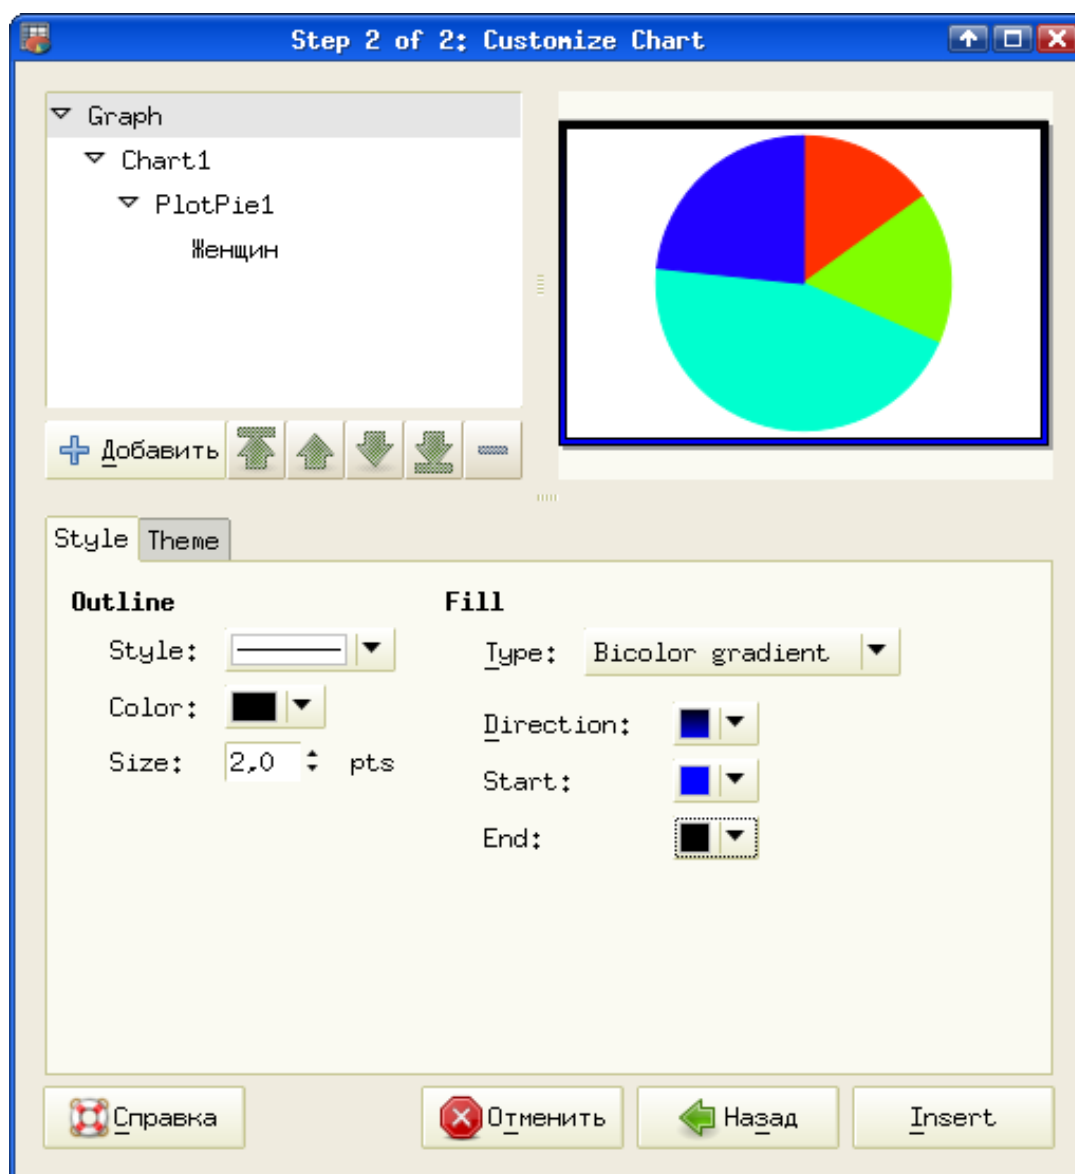 Step 2 of 2: Customize Chart
Graph
Chart1
PlotPie1
Женщин
Добавить
Style Theme
Outline Fill
Style: Type: Bicolor gradient
Color: Direction:
Size: 2,0 pts Start:
End:
Справка Отменить Назад Insert